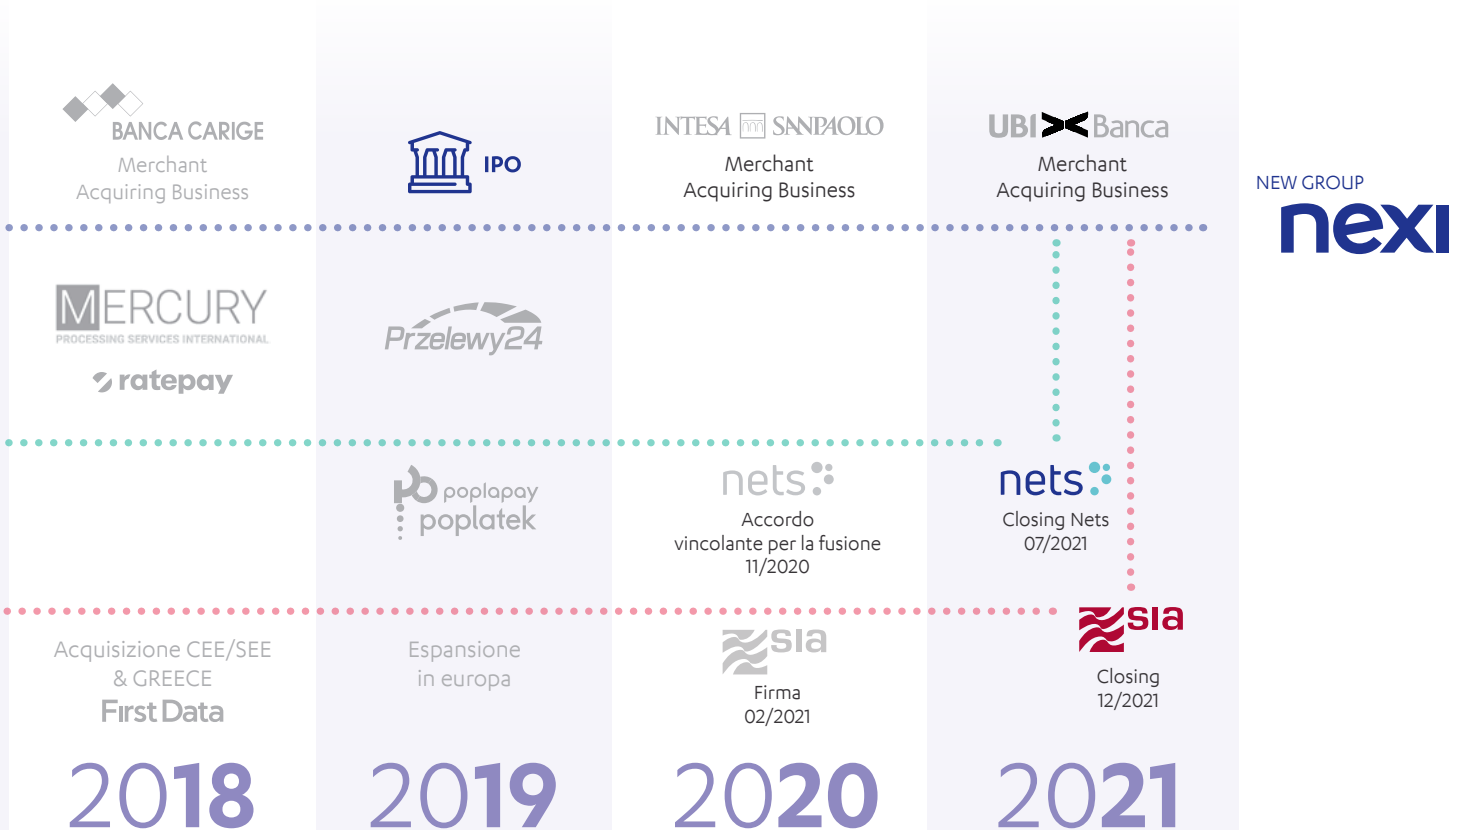 BANCA CARIGE
Merchant
Acquiring Business
IPO
INTESA SANPAOLO
Merchant
Acquiring Business
UBI Banca
Merchant
Acquiring Business
NEW GROUP
nexi
MERCURY
PROCESSING SERVICES INTERNATIONAL
ratepay
Przelewy24
poplapay
poplatek
nets
Accordo
vincolante per la fusione
11/2020
nets
Closing Nets
07/2021
Acquisizione CEE/SEE
& GREECE
First Data
Espansione
in europa
sia
Firma
02/2021
sia
Closing
12/2021
2018
2019
2020
2021